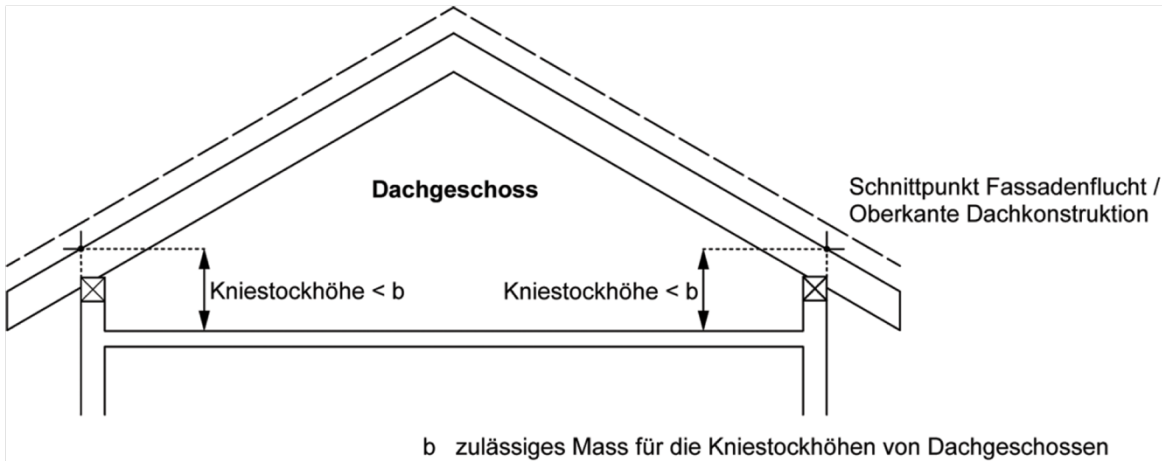 Dachgeschoss
Schnittpunkt Fassadenflucht /
Oberkante Dachkonstruktion
Kniestockhöhe < b
Kniestockhöhe < b
b zulässiges Mass für die Kniestockhöhen von Dachgeschossen